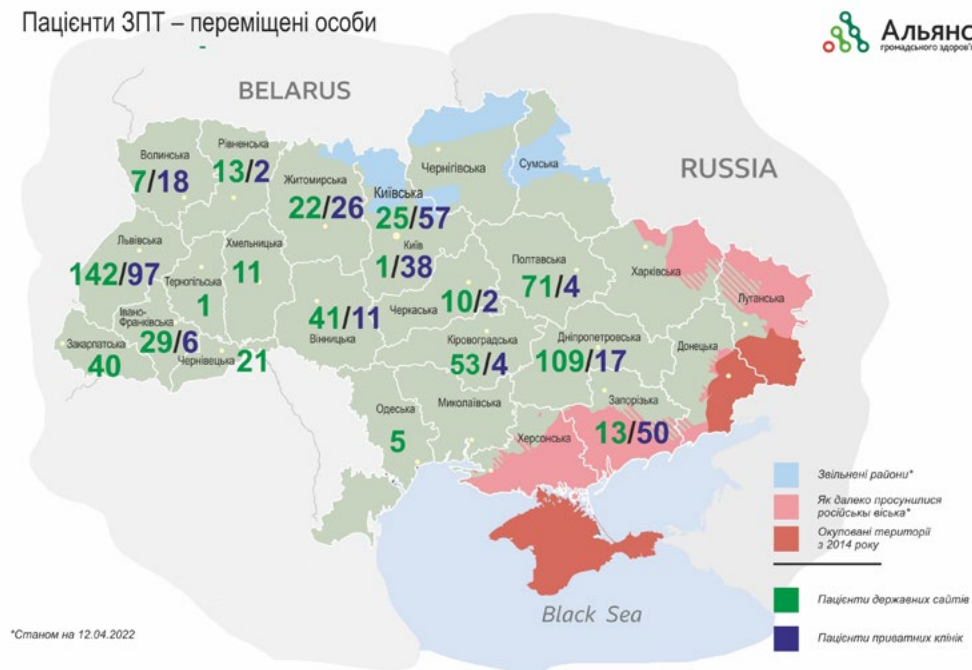 Пацієнти ЗПТ – переміщені особи
Альянс
громадського здоров'я
BELARUS
RUSSIA
Волинська
7/18
Рівненська
13/2
Житомирська
22/26
Київська
25/57
Київ
1/38
Чернігівська
Сумська
Львівська
142/97
Тернопільська
1
Хмельницька
11
Івано-
Франківська
29/6
Закарпатська
40
Чернівецька
21
41/11
Вінницька
Черкаська
10/2
Полтавська
71/4
Харківська
Луганська
Кіровоградська
53/4
Дніпропетровська
109/17
Донецька
Запорізька
13/50
Одеська
5
Миколаївська
Херсонська
Black Sea
Звільнені райони*
Як далеко просунилися
російськы віська*
Окуповані території
з 2014 року
Пацієнти державних сайтів
Пацієнти приватних клінік
*Станом на 12.04.2022